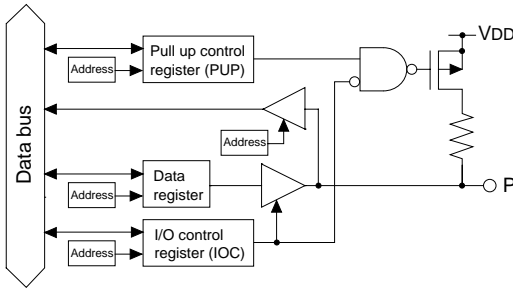 VDD
Pull up control
register (PUP)
Address
Address
Data bus
Data
register
Address
P
I/O control
register (IOC)
Address